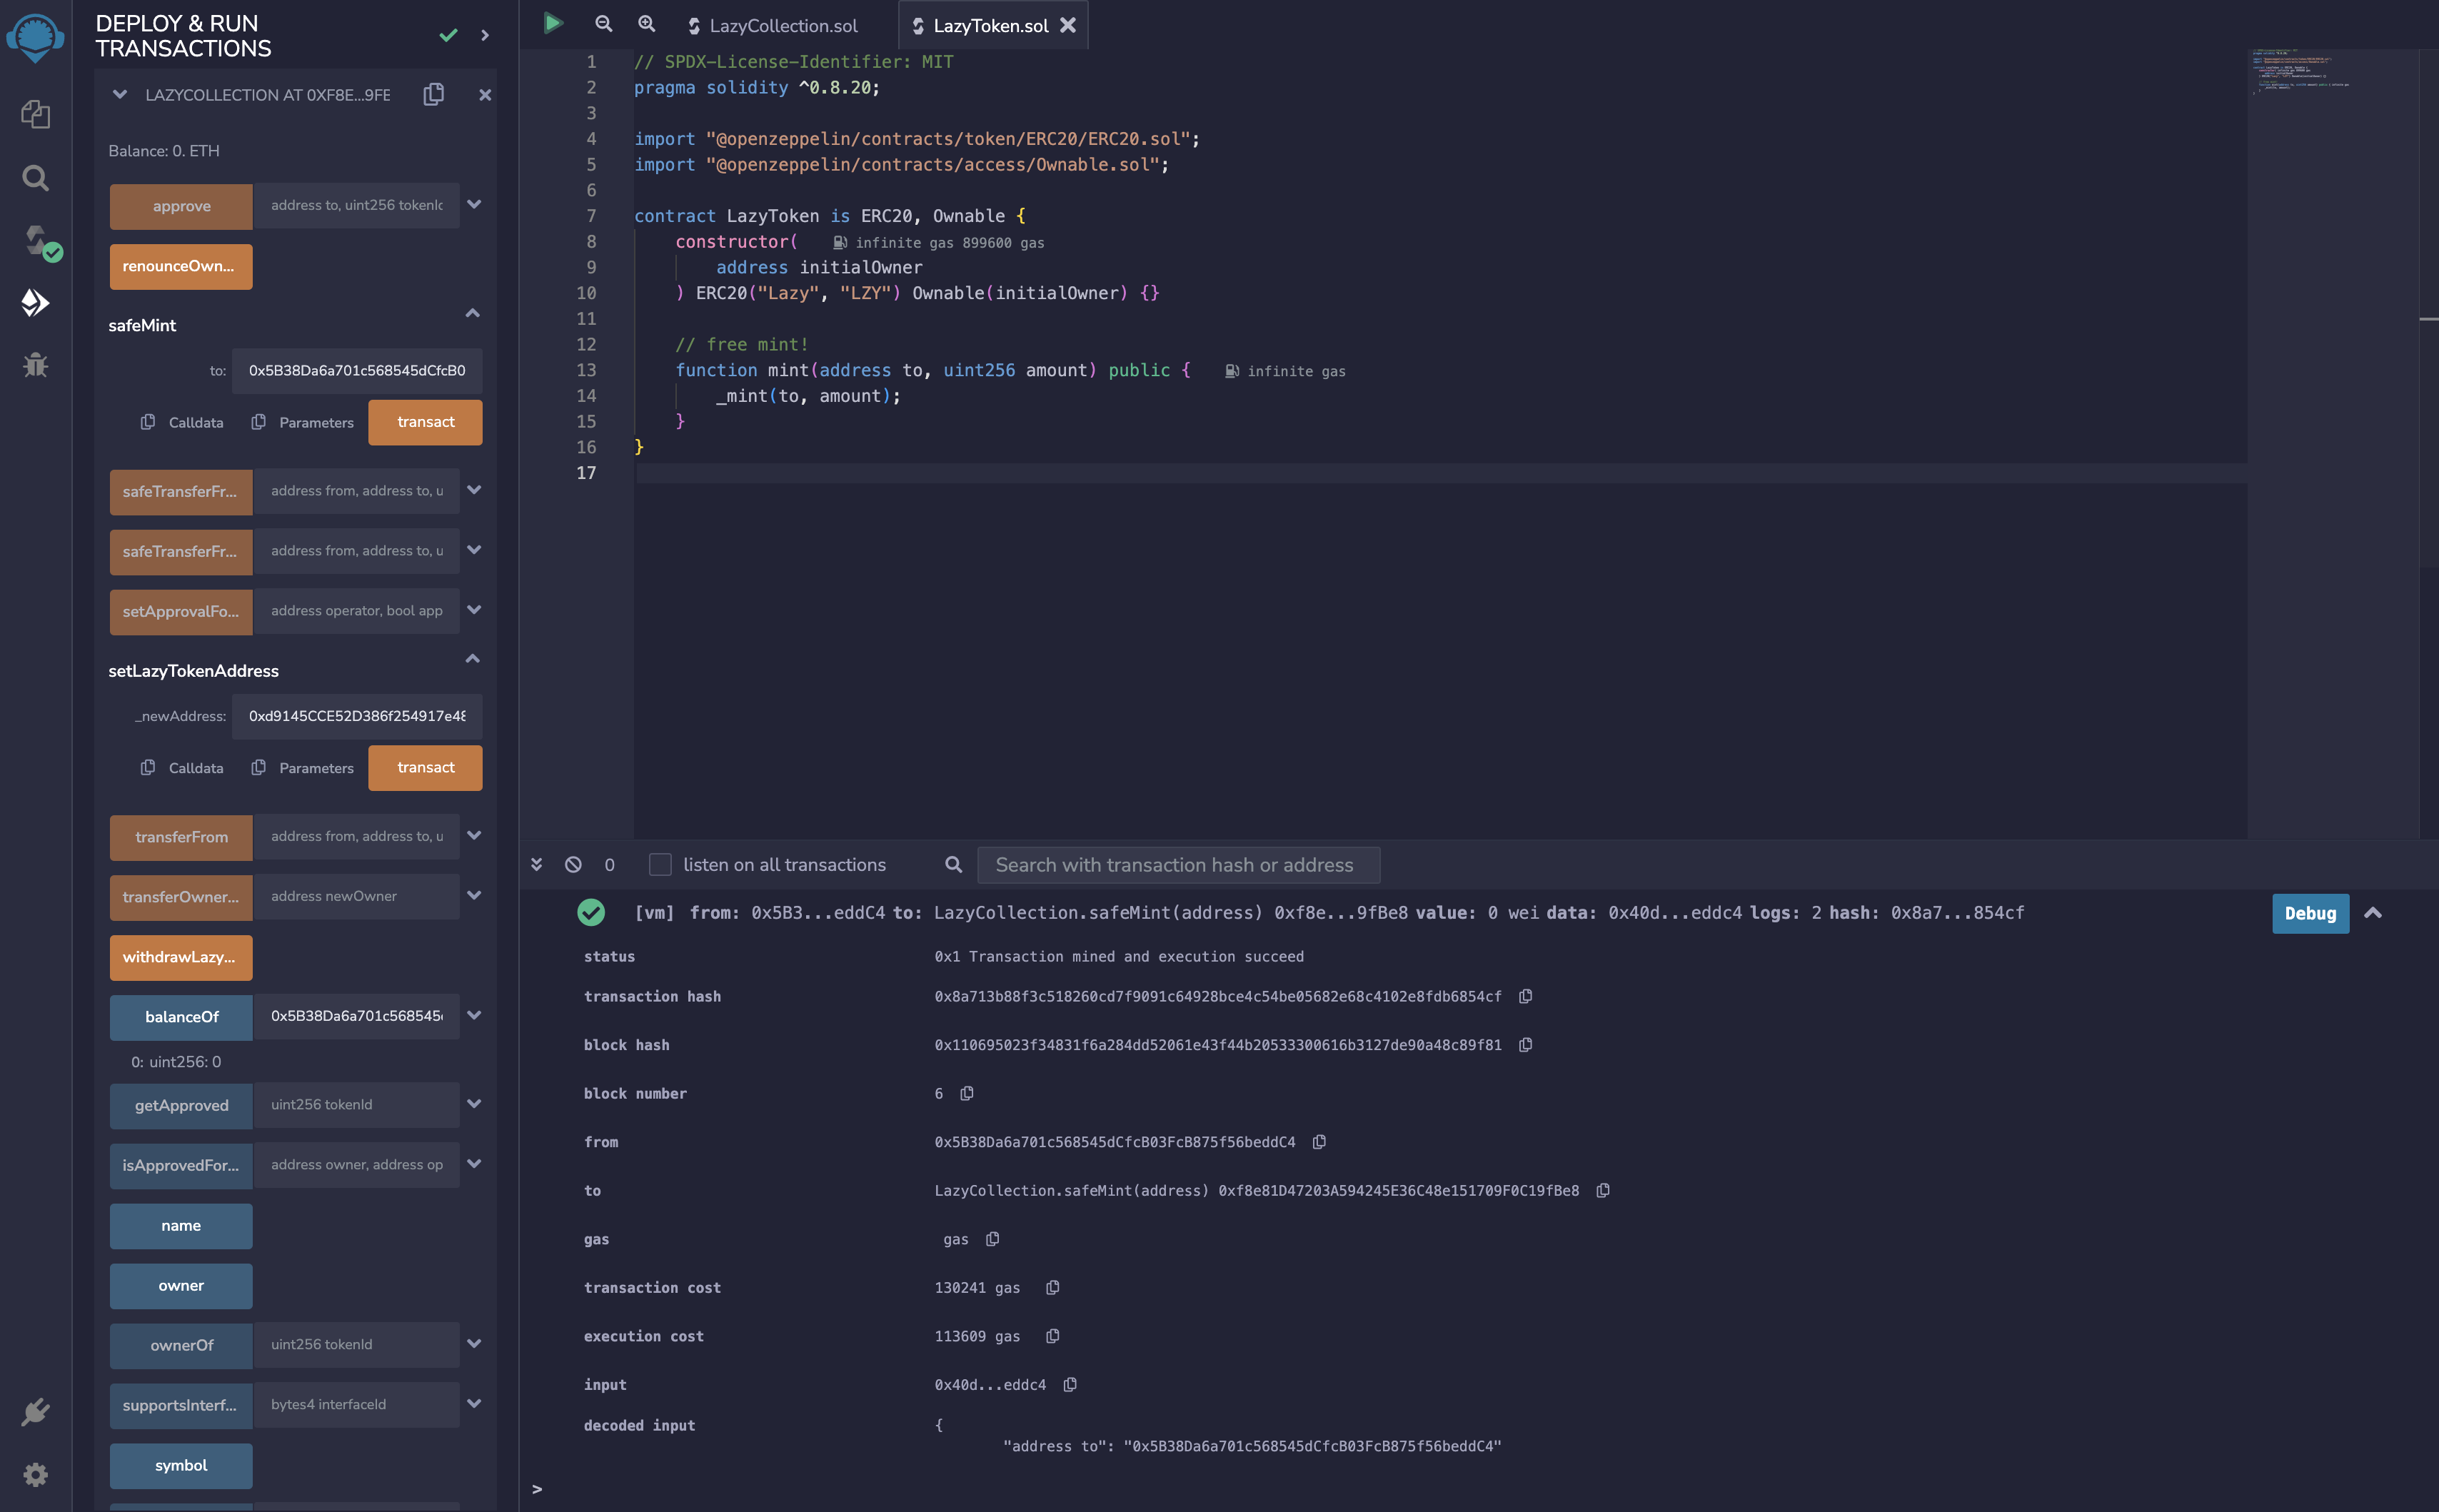 DEPLOY & RUN
TRANSACTIONS
LAZYCOLLECTION AT 0XF8E...9FBE
Balance: 0. ETH
approve
address to, uint256 tokenId
renounceOwn...
safeMint
to: 0x5B38Da6a701c568545dCfcB0
Calldata Parameters transact
safeTransferFr... address from, address to, u
safeTransferFr... address from, address to, u
setApprovalFo... address operator, bool app
setLazyTokenAddress
_newAddress: 0xd9145CCE52D386f254917e48
Calldata Parameters transact
transferFrom address from, address to, u
transferOwner... address newOwner
withdrawLazy...
balanceOf 0x5B38Da6a701c568545
0: uint256: 0
getApproved uint256 tokenId
isApprovedFor... address owner, address op
name
owner
ownerOf uint256 tokenId
supportsInterf... bytes4 interfaceId
symbol
LazyCollection.sol LazyToken.sol
1 // SPDX-License-Identifier: MIT
2 pragma solidity ^0.8.20;
3
4 import "@openzeppelin/contracts/token/ERC20/ERC20.sol";
5 import "@openzeppelin/contracts/access/Ownable.sol";
6
7 contract LazyToken is ERC20, Ownable {
8 constructor( infinite gas 899600 gas
9 address initialOwner
10 ) ERC20("Lazy", "LZY") Ownable(initialOwner) {}
11
12 // free mint!
13 function mint(address to, uint256 amount) public { infinite gas
14 _mint(to, amount);
15 }
16 }
17
0 listen on all transactions Search with transaction hash or address
[vm] from: 0x5B3...eddC4 to: LazyCollection.safeMint(address) 0xf8e...9fBe8 value: 0 wei data: 0x40d...eddc4 logs: 2 hash: 0x8a7...854cf Debug
status 0x1 Transaction mined and execution succeed
transaction hash 0x8a713b88f3c518260cd7f9091c64928bce4c54be05682e68c4102e8fdb6854cf
block hash 0x110695023f34831f6a284dd52061e43f44b20533300616b3127de90a48c89f81
block number 6
from 0x5B38Da6a701c568545dCfcB03FcB875f56beddC4
to LazyCollection.safeMint(address) 0xf8e81D47203A594245E36C48e151709F0C19fBe8
gas gas
transaction cost 130241 gas
execution cost 113609 gas
input 0x40d...eddc4
decoded input {
"address to": "0x5B38Da6a701c568545dCfcB03FcB875f56beddC4"
>